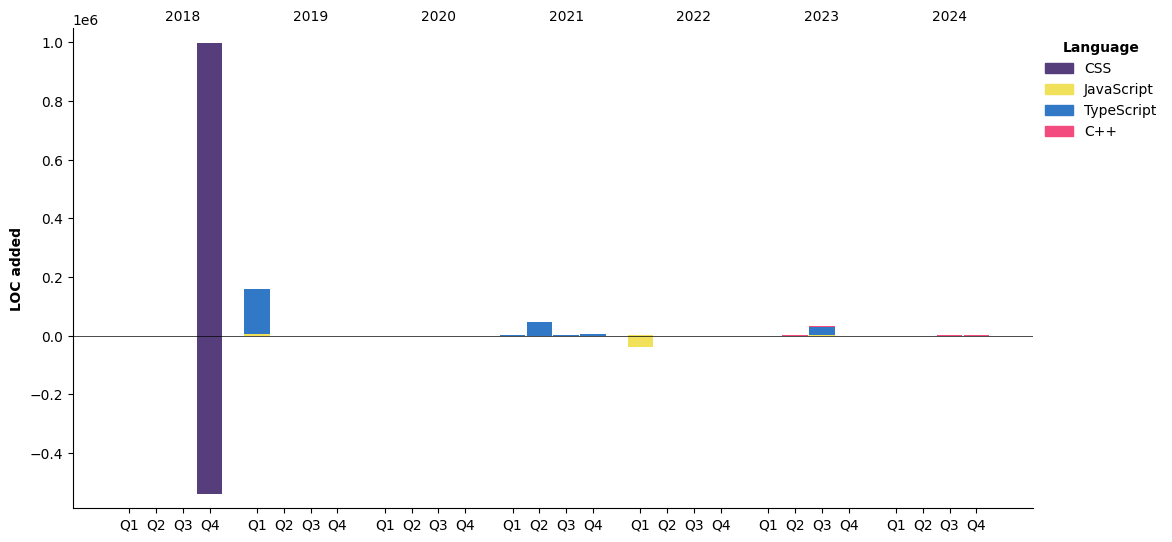 1e6
2018 2019 2020 2021 2022 2023 2024
1.0
0.8
0.6
0.4
0.2
0.0
−0.2
−0.4
LOC added
Language
CSS
JavaScript
TypeScript
C++
Q1 Q2 Q3 Q4 Q1 Q2 Q3 Q4 Q1 Q2 Q3 Q4 Q1 Q2 Q3 Q4 Q1 Q2 Q3 Q4 Q1 Q2 Q3 Q4 Q1 Q2 Q3 Q4